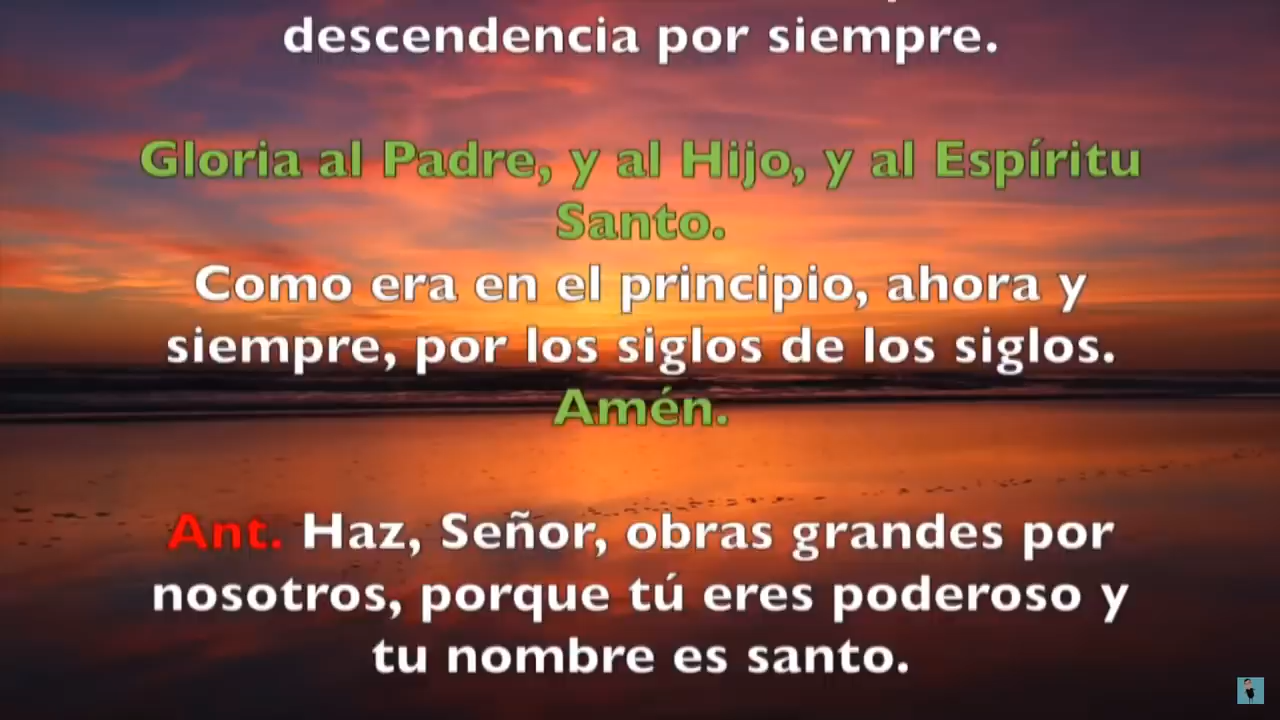 descendencia por siempre.
Gloria al Padre, y al Hijo, y al Espíritu
Santo.
Como era en el principio, ahora y
siempre, por los siglos de los siglos.
Amén.
Ant. Haz, Señor, obras grandes por
nosotros, porque tú eres poderoso y
tu nombre es santo.